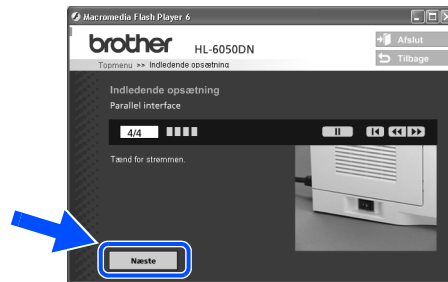 Macromedia Flash Player 6
brother HL-6050DN
Afslut
Tilbage
Topmenu >> Indledende opsætning
Indledende opsætning
Parallel interface
4/4
Tænd for strømmen.
Næste